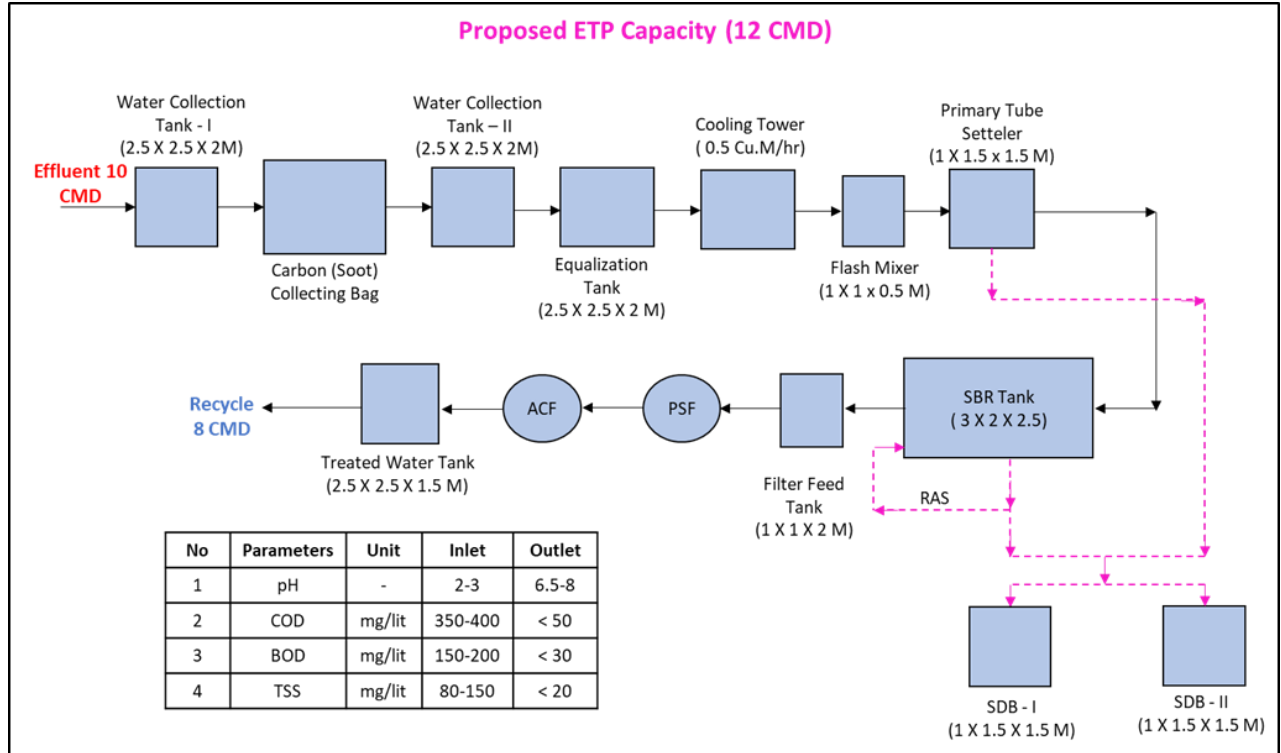 Proposed ETP Capacity (12 CMD)
Water Collection
Tank - I
(2.5 X 2.5 X 2M)
Water Collection
Tank – II
(2.5 X 2.5 X 2M)
Cooling Tower
( 0.5 Cu.M/hr)
Primary Tube
Setteler
(1 X 1.5 x 1.5 M)
Effluent 10
CMD
Carbon (Soot)
Collecting Bag
Equalization
Tank
(2.5 X 2.5 X 2 M)
Flash Mixer
(1 X 1 x 0.5 M)
Recycle
8 CMD
ACF
PSF
SBR Tank
( 3 X 2 X 2.5)
Treated Water Tank
(2.5 X 2.5 X 1.5 M)
Filter Feed
Tank
(1 X 1 X 2 M)
RAS
No Parameters Unit Inlet Outlet
1 pH - 2-3 6.5-8
2 COD mg/lit 350-400 < 50
3 BOD mg/lit 150-200 < 30
4 TSS mg/lit 80-150 < 20
SDB - I
(1 X 1.5 X 1.5 M)
SDB - II
(1 X 1.5 X 1.5 M)